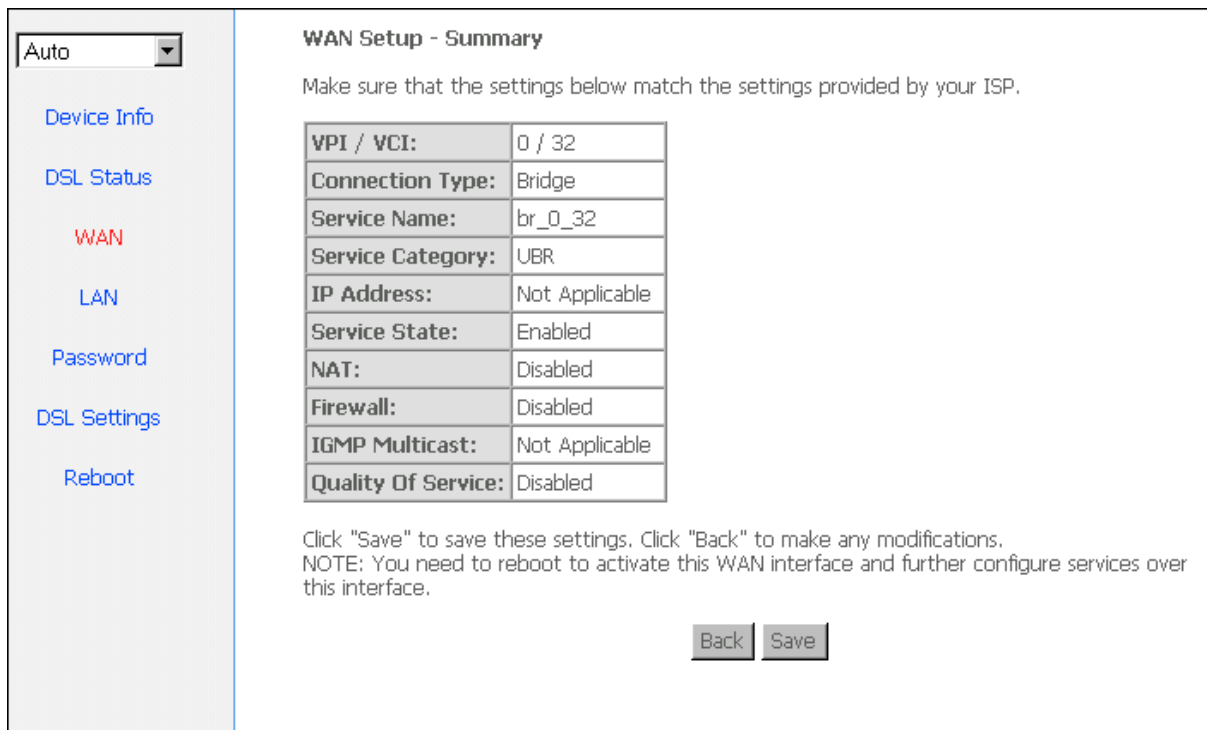 Auto
Device Info
DSL Status
WAN
LAN
Password
DSL Settings
Reboot
WAN Setup - Summary
Make sure that the settings below match the settings provided by your ISP.
VPI / VCI: 0 / 32
Connection Type: Bridge
Service Name: br_0_32
Service Category: UBR
IP Address: Not Applicable
Service State: Enabled
NAT: Disabled
Firewall: Disabled
IGMP Multicast: Not Applicable
Quality Of Service: Disabled
Click "Save" to save these settings. Click "Back" to make any modifications.
NOTE: You need to reboot to activate this WAN interface and further configure services over
this interface.
Back Save